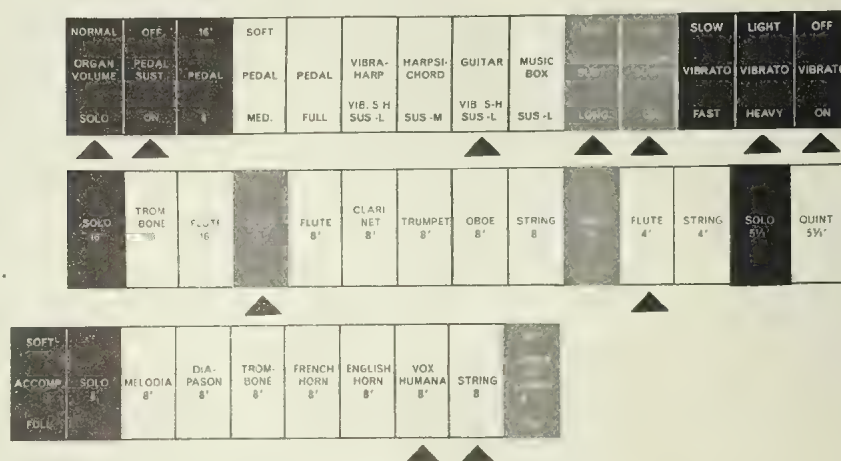 NORMAL OFF 16' SOFT SLOW LIGHT OFF
ORGAN VOLUME PEDAL SUST. PEDAL PEDAL PEDAL VIBRA-HARP HARPSI-CHORD GUITAR MUSIC BOX VIBRATO VIBRATO VIBRATO
SOLO ON 8 MED. FULL VIB. S-H SUS-L SUS-M VIB S-H SUS-L SUS-L LONG FAST HEAVY ON
SOLO 16' TROM BONE FLUTE 16 FLUTE 8' CLARI NET 8' TRUMPET 8' OBOE 8' STRING 8 FLUTE 4' STRING 4' SOLO 5⅓' QUINT 5⅓'
SOFT
ACCOMP SOLO 8 MELODIA 8' DIA-PASON 8' TROM-BONE 8' FRENCH HORN 8' ENGLISH HORN 8' VOX HUMANA 8' STRING 8
FULL